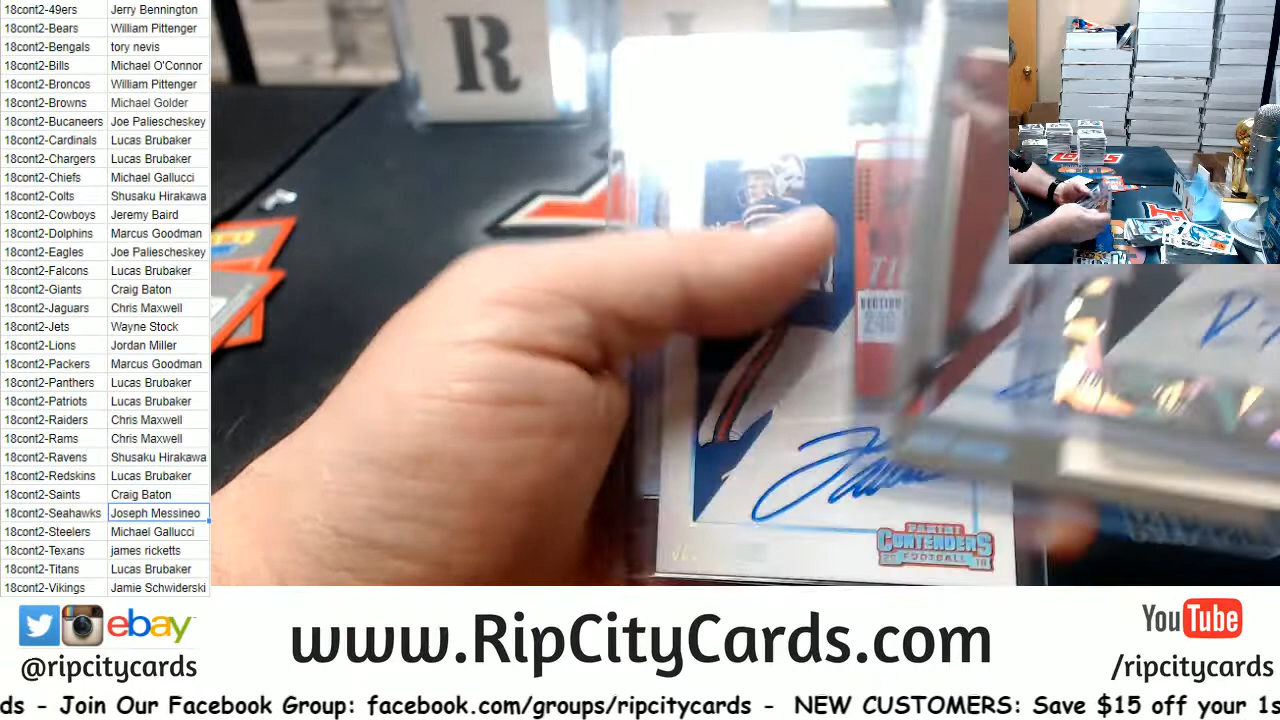 18cont2-49ers Jerry Bennington
18cont2-Bears William Pittenger
18cont2-Bengals tory nevis
18cont2-Bills Michael O'Connor
18cont2-Broncos William Pittenger
18cont2-Browns Michael Golder
18cont2-Bucaneers Joe Paliescheskey
18cont2-Cardinals Lucas Brubaker
18cont2-Chargers Lucas Brubaker
18cont2-Chiefs Michael Gallucci
18cont2-Colts Shusaku Hirakawa
18cont2-Cowboys Jeremy Baird
18cont2-Dolphins Marcus Goodman
18cont2-Eagles Joe Paliescheskey
18cont2-Falcons Lucas Brubaker
18cont2-Giants Craig Baton
18cont2-Jaguars Chris Maxwell
18cont2-Jets Wayne Stock
18cont2-Lions Jordan Miller
18cont2-Packers Marcus Goodman
18cont2-Panthers Lucas Brubaker
18cont2-Patriots Lucas Brubaker
18cont2-Raiders Chris Maxwell
18cont2-Rams Chris Maxwell
18cont2-Ravens Shusaku Hirakawa
18cont2-Redskins Lucas Brubaker
18cont2-Saints Craig Baton
18cont2-Seahawks Joseph Messineo
18cont2-Steelers Michael Gallucci
18cont2-Texans james ricketts
18cont2-Titans Lucas Brubaker
18cont2-Vikings Jamie Schwiderski
R
SECTION
PANINI
CONTENDERS
FOOTBALL
ebay
@ripcitycards
www.RipCityCards.com
YouTube
/ripcitycards
ds - Join Our Facebook Group: facebook.com/groups/ripcitycards - NEW CUSTOMERS: Save $15 off your 1s